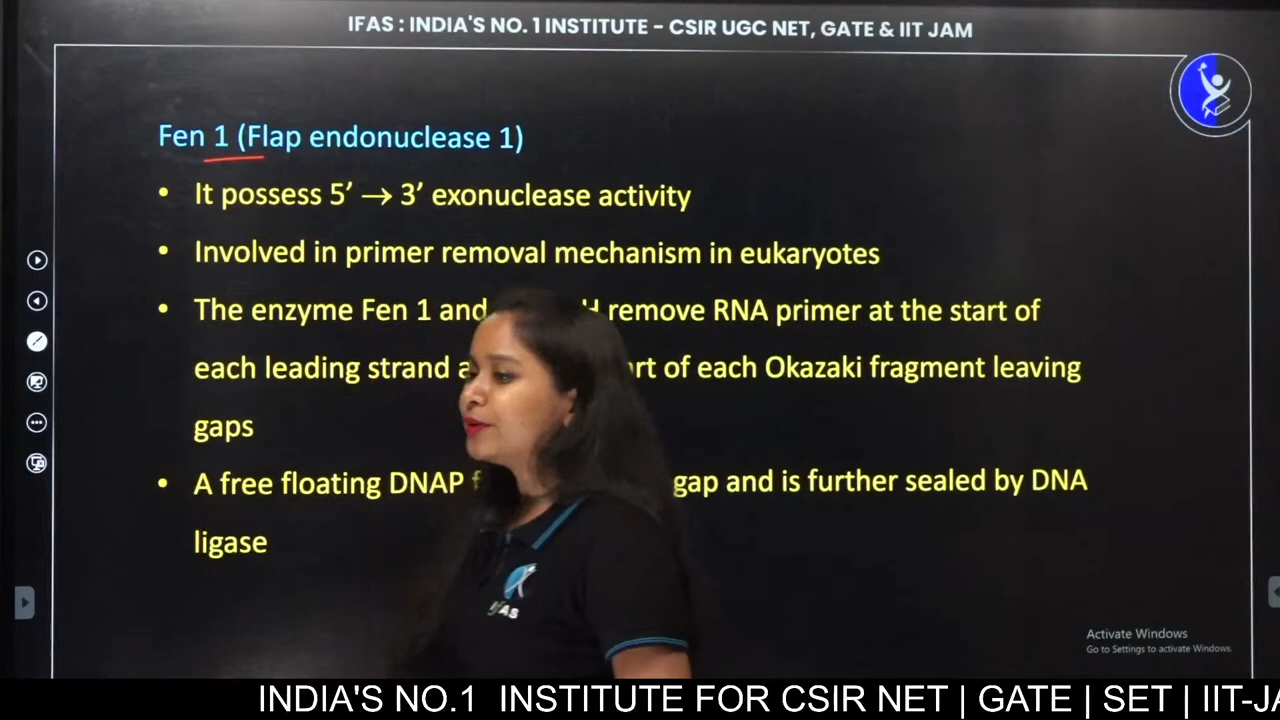 IFAS : INDIA'S NO. 1 INSTITUTE – CSIR UGC NET, GATE & IIT JAM
Fen 1 (Flap endonuclease 1)
• It possess 5’ → 3’ exonuclease activity
• Involved in primer removal mechanism in eukaryotes
• The enzyme Fen 1 and H remove RNA primer at the start of
each leading strand of each Okazaki fragment leaving
gaps
• A free floating DNAP gap and is further sealed by DNA
ligase
IFAS
Activate Windows
Go to Settings to activate Windows.
INDIA'S NO.1 INSTITUTE FOR CSIR NET | GATE | SET | IIT-JA